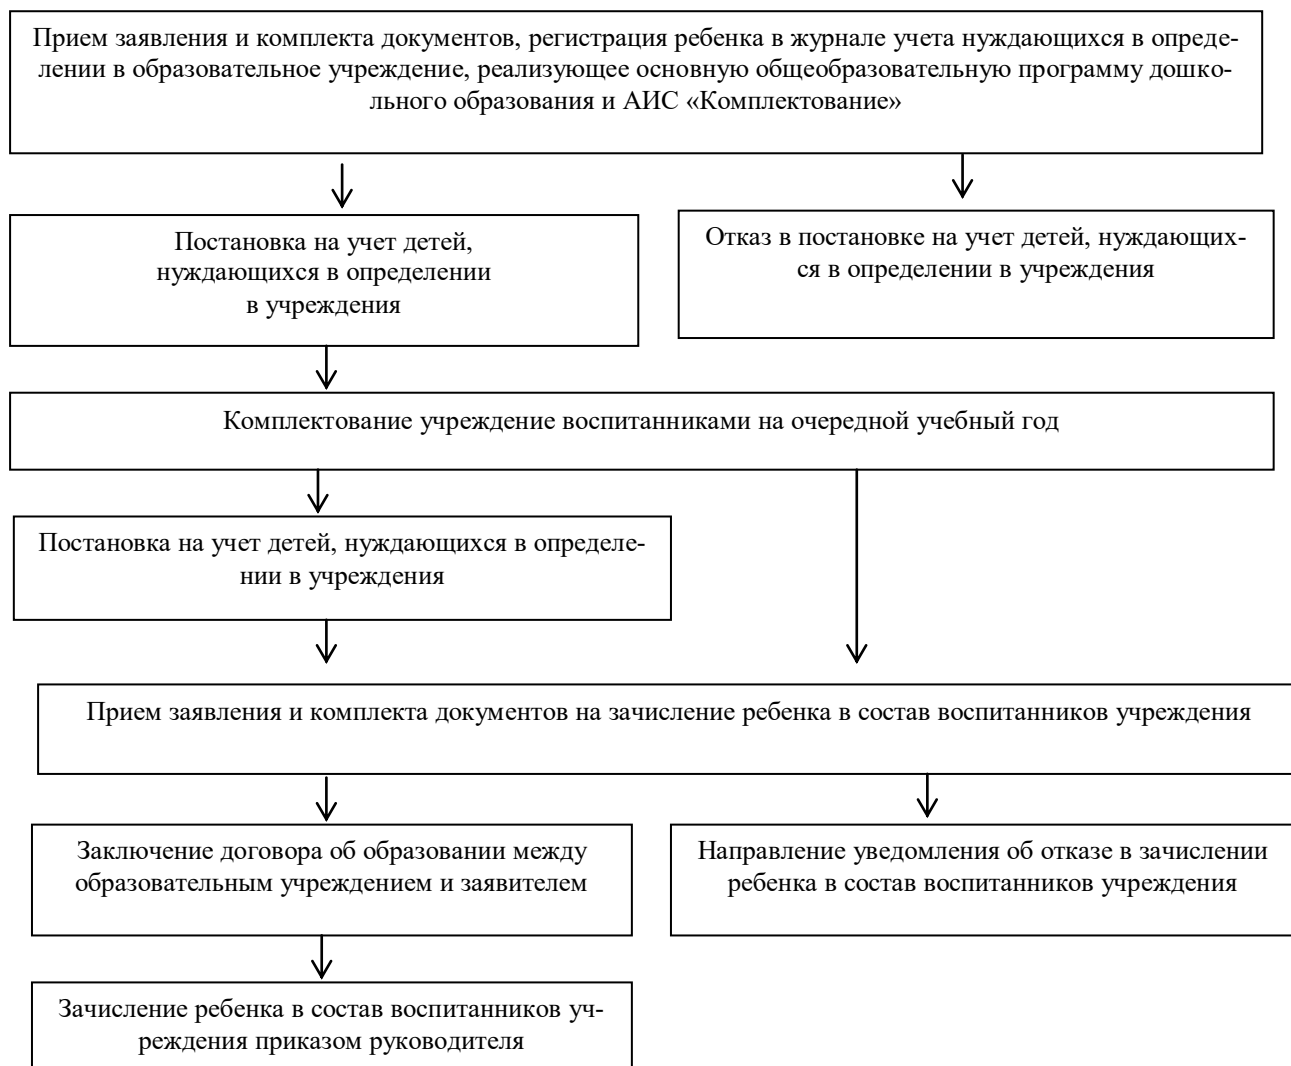 Прием заявления и комплекта документов, регистрация ребенка в журнале учета нуждающихся в опреде-
лении в образовательное учреждение, реализующее основную общеобразовательную программу дошко-
льного образования и АИС «Комплектование»
Постановка на учет детей,
нуждающихся в определении
в учреждения
Отказ в постановке на учет детей, нуждающих-
ся в определении в учреждения
Комплектование учреждение воспитанниками на очередной учебный год
Постановка на учет детей, нуждающихся в определе-
нии в учреждения
Прием заявления и комплекта документов на зачисление ребенка в состав воспитанников учреждения
Заключение договора об образовании между
образовательным учреждением и заявителем
Направление уведомления об отказе в зачислении
ребенка в состав воспитанников учреждения
Зачисление ребенка в состав воспитанников уч-
реждения приказом руководителя